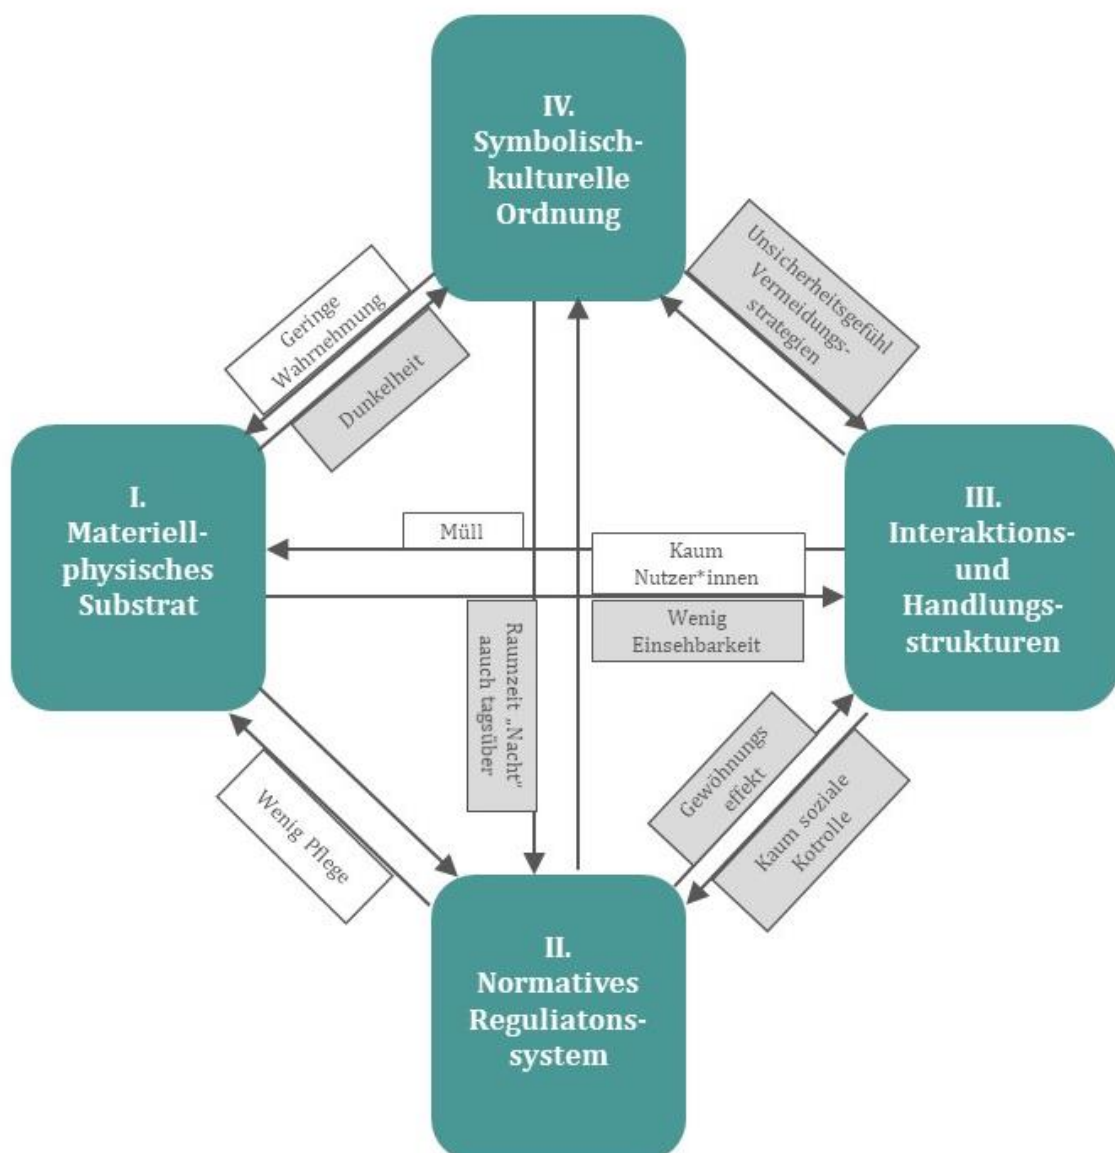 IV.
Symbolisch-
kulturelle
Ordnung
Geringe
Wahrnehmung
Dunkelheit
Unsicherheitsgefühl
Vermeidungs-
strategien
I.
Materiell-
physisches
Substrat
Müll
Kaum
Nutzer*innen
Wenig
Einsehbarkeit
III.
Interaktions-
und
Handlungs-
strukturen
Raumzeit „Nacht“
aauch tagsüber
Wenig Pflege
Gewöhnungs
effekt
Kaum soziale
Kotrolle
II.
Normatives
Reguliatons-
system